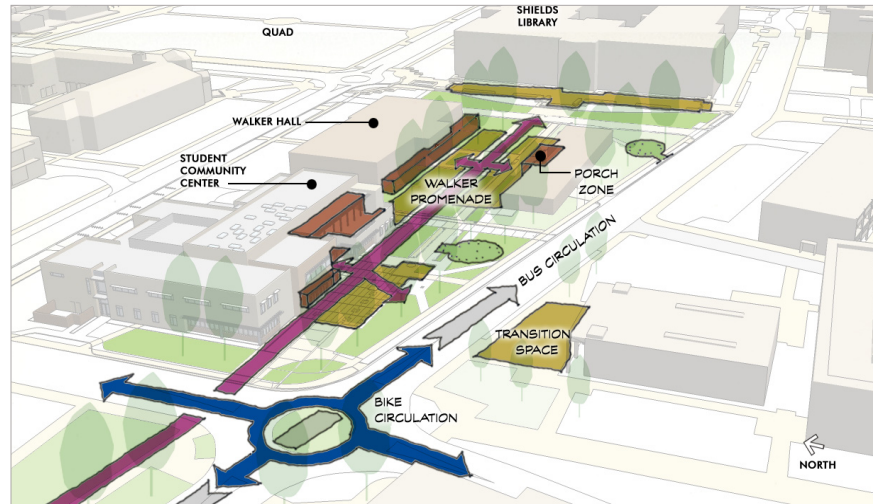 SHIELDS
LIBRARY
QUAD
WALKER HALL
STUDENT
COMMUNITY
CENTER
WALKER
PROMENADE
PORCH
ZONE
BUS CIRCULATION
TRANSITION
SPACE
BIKE
CIRCULATION
NORTH